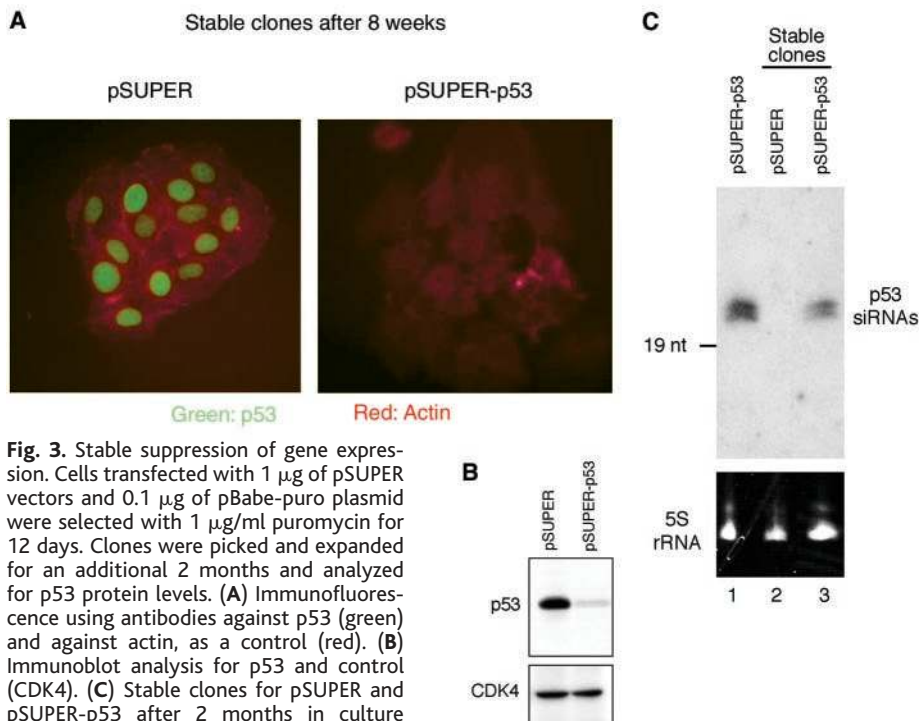 A
Stable clones after 8 weeks
pSUPER
pSUPER-p53
Green: p53
Red: Actin
Fig. 3. Stable suppression of gene expres-
sion. Cells transfected with 1 μg of pSUPER
vectors and 0.1 μg of pBabe-puro plasmid
were selected with 1 μg/ml puromycin for
12 days. Clones were picked and expanded
for an additional 2 months and analyzed
for p53 protein levels. (A) Immunofluores-
cence using antibodies against p53 (green)
and against actin, as a control (red). (B)
Immunoblot analysis for p53 and control
(CDK4). (C) Stable clones for pSUPER and
pSUPER-p53 after 2 months in culture
B
pSUPER
pSUPER-p53
p53
CDK4
C
Stable
clones
pSUPER-p53
pSUPER
pSUPER-p53
p53
siRNAs
19 nt
5S
rRNA
1 2 3